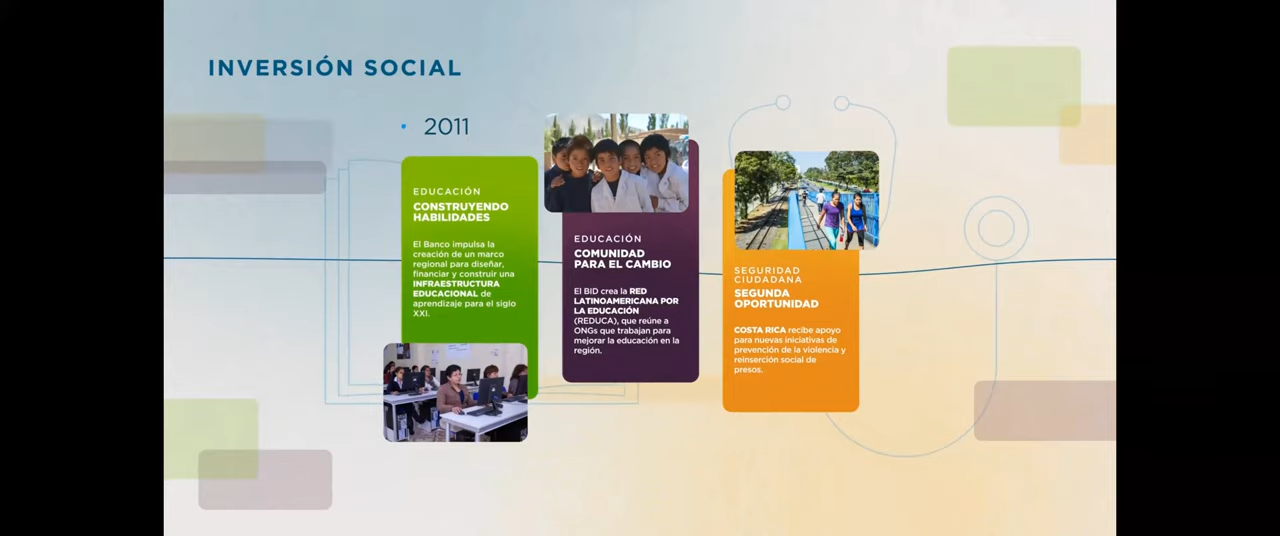 INVERSIÓN SOCIAL
2011
EDUCACIÓN
CONSTRUYENDO
HABILIDADES
El Banco impulsa la
creación de un marco
regional para diseñar,
financiar y construir una
INFRAESTRUCTURA
EDUCACIONAL de
aprendizaje para el siglo
XXI.
EDUCACIÓN
COMUNIDAD
PARA EL CAMBIO
El BID crea la RED
LATINOAMERICANA POR
LA EDUCACIÓN
(REDUCA), que reúne a
ONGs que trabajan para
mejorar la educación en la
región.
SEGURIDAD
CIUDADANA
SEGUNDA
OPORTUNIDAD
COSTA RICA recibe apoyo
para nuevas iniciativas de
prevención de la violencia y
reinserción social de
presos.